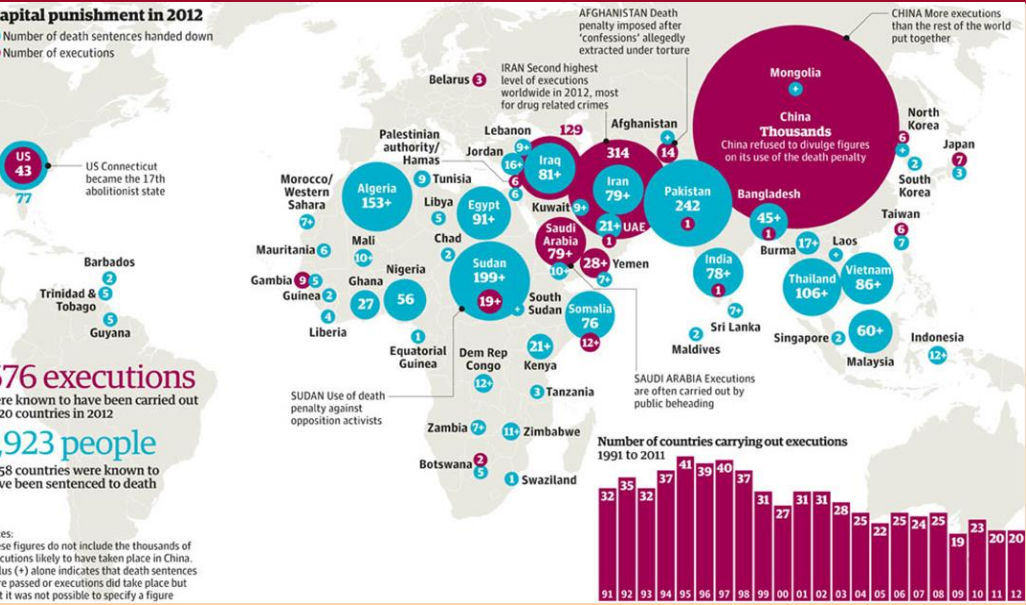 apital punishment in 2012
Number of death sentences handed down
Number of executions
US
43
77
US Connecticut
became the 17th
abolitionist state
Barbados
2
Trinidad &
Tobago
5
Guyana
5
576 executions
re known to have been carried out
20 countries in 2012
,923 people
58 countries were known to
ve been sentenced to death
es:
ese figures do not include the thousands of
cutions likely to have taken place in China.
lus (+) alone indicates that death sentences
re passed or executions did take place but
t it was not possible to specify a figure
AFGHANISTAN Death
penalty imposed after
'confessions' allegedly
extracted under torture
CHINA More executions
than the rest of the world
put together
IRAN Second highest
level of executions
worldwide in 2012, most
for drug related crimes
Belarus 3
Mongolia
+
China
Thousands
China refused to divulge figures
on its use of the death penalty
North
Korea
6
+
South
Korea
2
Japan
7
3
Taiwan
6
7
Palestinian
authority/
Hamas
6
6
Lebanon
9+
Jordan
16+
129
Iraq
81+
314
Iran
79+
Afghanistan
+
14
Pakistan
242
1
Bangladesh
45+
1
Morocco/
Western
Sahara
7+
Algeria
153+
9 Tunisia
Libya
5
Egypt
91+
Kuwait 9+
21+ UAE
1
Saudi
Arabia
79+
10+
28+ Yemen
7+
India
78+
1
Burma 17+
Laos
+
Thailand
106+
Vietnam
86+
Mauritania 6
Mali
10+
Chad
2
Sudan
199+
19+
South
Sudan
+
Somalia
76
12+
Gambia 9 5
Guinea 2
4
Liberia
Ghana
27
Nigeria
56
1
Equatorial
Guinea
Dem Rep
Congo
12+
21+
Kenya
3 Tanzania
7+
Sri Lanka
2
Maldives
Singapore 2
60+
Malaysia
Indonesia
12+
SUDAN Use of death
penalty against
opposition activists
SAUDI ARABIA Executions
are often carried out by
public beheading
Zambia 7+
11+ Zimbabwe
Botswana 2
5
1 Swaziland
Number of countries carrying out executions
1991 to 2011
32 35 32 37 41 39 40 37 31 27 31 31 28 25 22 25 24 25 19 23 20 20
91 92 93 94 95 96 97 98 99 00 01 02 03 04 05 06 07 08 09 10 11 12